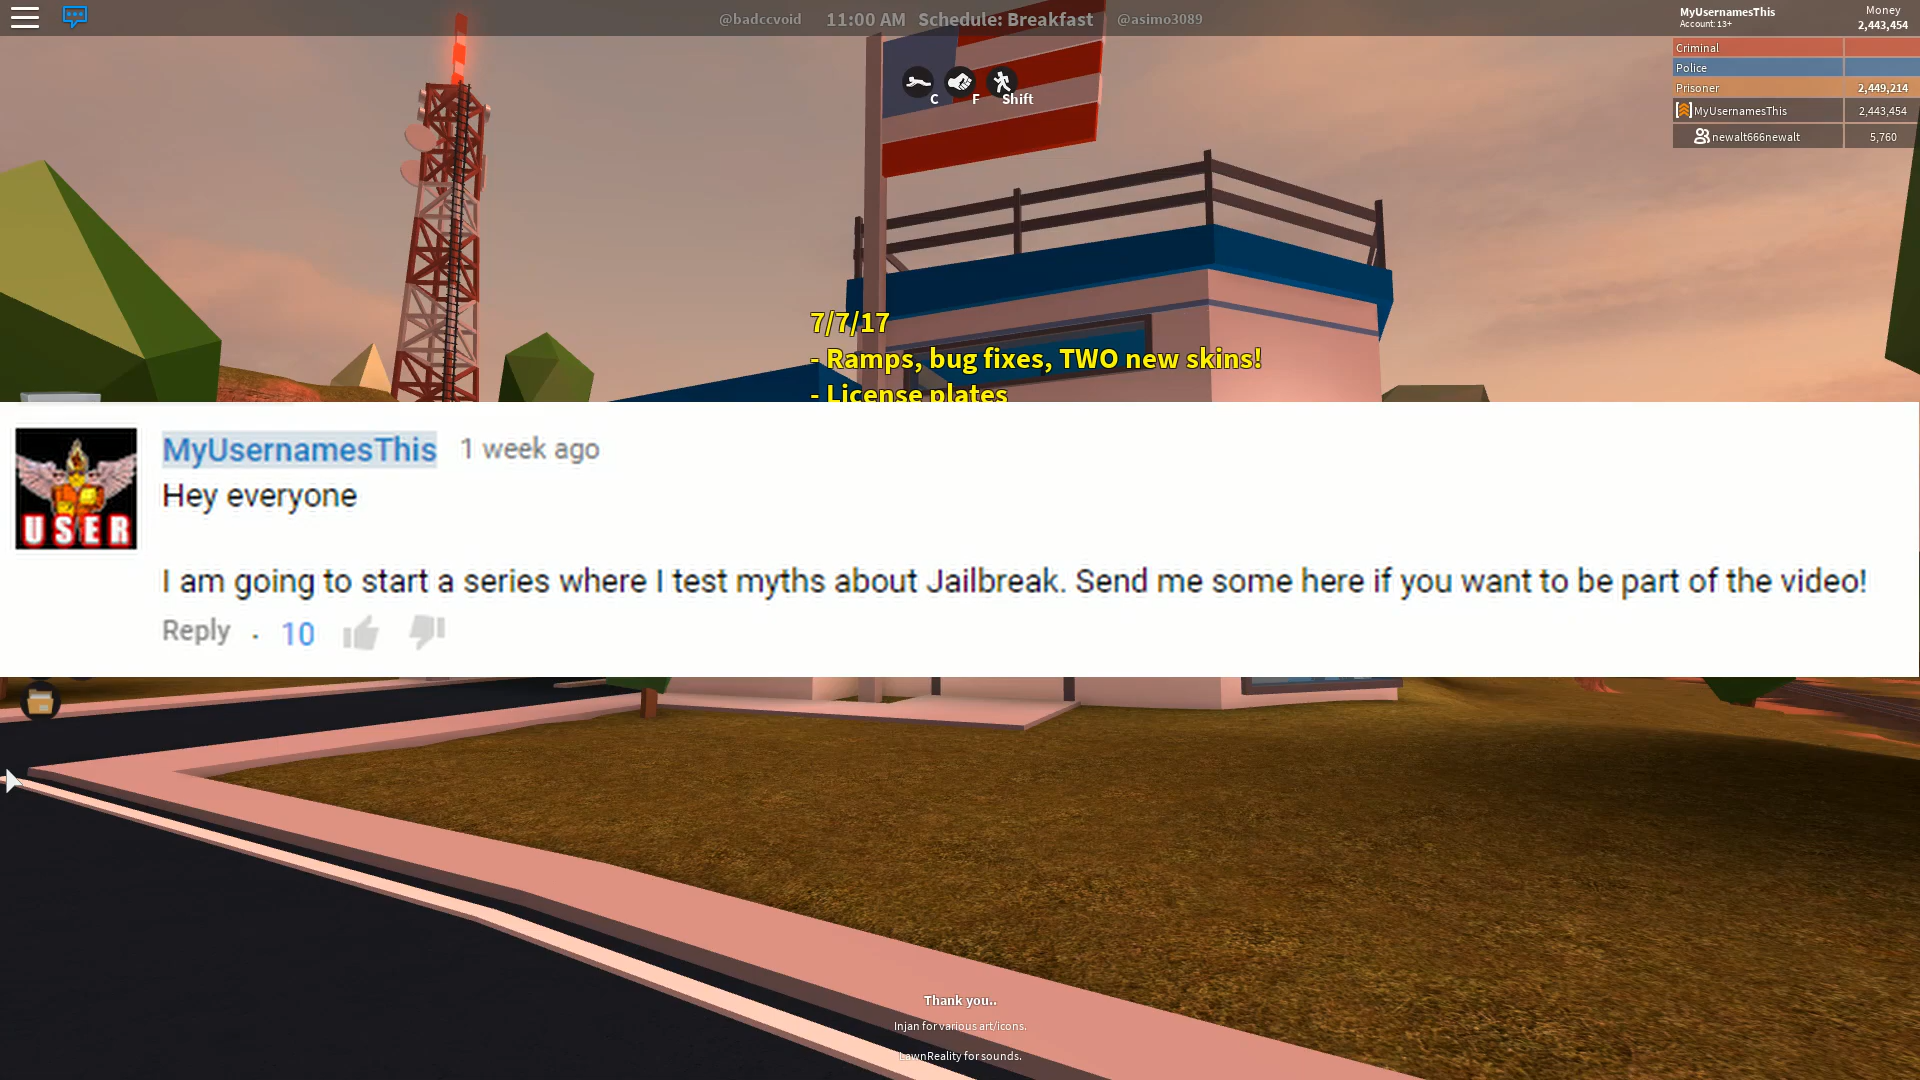 @badccvoid 11:00 AM Schedule: Breakfast @asimo3089
MyUsernamesThis
Account: 13+
Money
2,443,454
Criminal
Police
Prisoner 2,449,214
MyUsernamesThis 2,443,454
newalt666newalt 5,760
C F Shift
7/7/17
- Ramps, bug fixes, TWO new skins!
- License plates
USER
MyUsernamesThis 1 week ago
Hey everyone
I am going to start a series where I test myths about Jailbreak. Send me some here if you want to be part of the video!
Reply . 10
Thank you..
Injan for various art/icons.
LawnReality for sounds.